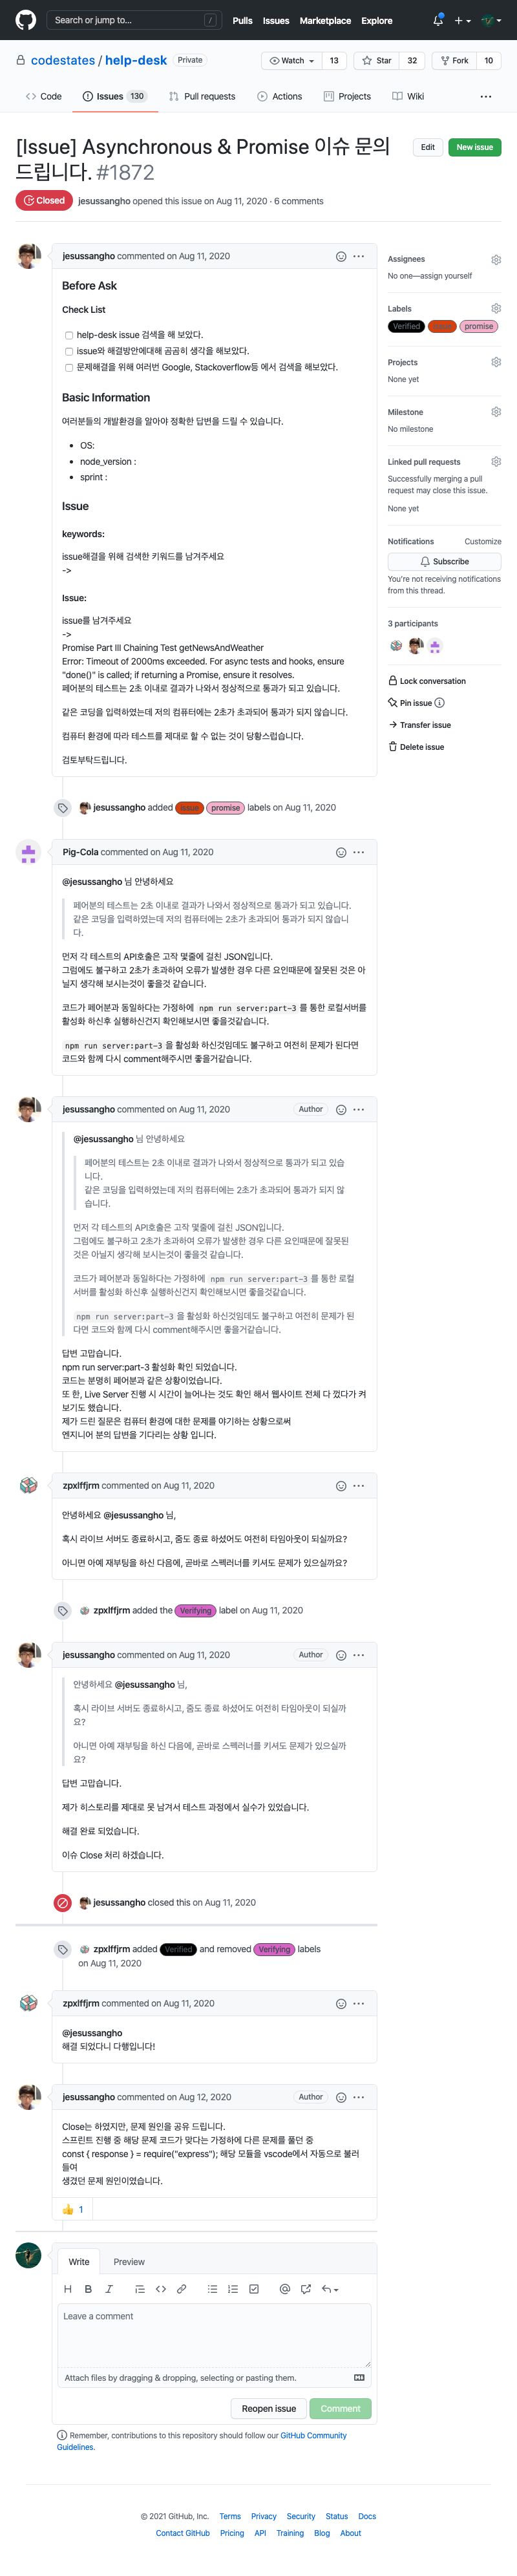 Search or jump to...
/
Pulls
Issues
Marketplace
Explore
codestates / help-desk
Private
Watch
13
Star
32
Fork
10
Code
Issues 130
Pull requests
Actions
Projects
Wiki
[Issue] Asynchronous & Promise 이슈 문의
드립니다. #1872
Edit
New issue
Closed
jesussangho opened this issue on Aug 11, 2020 · 6 comments
jesussangho commented on Aug 11, 2020
Before Ask
Check List
help-desk issue 검색을 해 보았다.
issue와 해결방안에대해 곰곰히 생각을 해보았다.
문제해결을 위해 여러번 Google, Stackoverflow등 에서 검색을 해보았다.
Basic Information
여러분들의 개발환경을 알아야 정확한 답변을 드릴 수 있습니다.
OS:
node_version :
sprint :
Issue
keywords:
issue해결을 위해 검색한 키워드를 남겨주세요
->
Issue:
issue를 남겨주세요
->
Promise Part III Chaining Test getNewsAndWeather
Error: Timeout of 2000ms exceeded. For async tests and hooks, ensure
"done()" is called; if returning a Promise, ensure it resolves.
페어분의 테스트는 2초 이내로 결과가 나와서 정상적으로 통과가 되고 있습니다.
같은 코딩을 입력하였는데 저의 컴퓨터에는 2초가 초과되어 통과가 되지 않습니다.
컴퓨터 환경에 따라 테스트를 제대로 할 수 없는 것이 당황스럽습니다.
검토부탁드립니다.
Assignees
No one—assign yourself
Labels
Verified
issue
promise
Projects
None yet
Milestone
No milestone
Linked pull requests
Successfully merging a pull
request may close this issue.
None yet
Notifications
Customize
Subscribe
You're not receiving notifications
from this thread.
3 participants
Lock conversation
Pin issue
Transfer issue
Delete issue
jesussangho added issue promise labels on Aug 11, 2020
Pig-Cola commented on Aug 11, 2020
@jesussangho 님 안녕하세요
페어분의 테스트는 2초 이내로 결과가 나와서 정상적으로 통과가 되고 있습니다.
같은 코딩을 입력하였는데 저의 컴퓨터에는 2초가 초과되어 통과가 되지 않습니
다.
먼저 각 테스트의 API호출은 고작 몇줄에 걸친 JSON입니다.
그럼에도 불구하고 2초가 초과하여 오류가 발생한 경우 다른 요인때문에 잘못된 것은 아
닐지 생각해 보시는것이 좋을것 같습니다.
코드가 페어분과 동일하다는 가정하에 npm run server:part-3 를 통한 로컬서버를
활성화 하신후 실행하신건지 확인해보시면 좋을것같습니다.
npm run server:part-3 을 활성화 하신것임데도 불구하고 여전히 문제가 된다면
코드와 함께 다시 comment해주시면 좋을거같습니다.
jesussangho commented on Aug 11, 2020
Author
@jesussangho 님 안녕하세요
페어분의 테스트는 2초 이내로 결과가 나와서 정상적으로 통과가 되고 있습
니다.
같은 코딩을 입력하였는데 저의 컴퓨터에는 2초가 초과되어 통과가 되지 않
습니다.
먼저 각 테스트의 API호출은 고작 몇줄에 걸친 JSON입니다.
그럼에도 불구하고 2초가 초과하여 오류가 발생한 경우 다른 요인때문에 잘못된
것은 아닐지 생각해 보시는것이 좋을것 같습니다.
코드가 페어분과 동일하다는 가정하에 npm run server:part-3 를 통한 로컬
서버를 활성화 하신후 실행하신건지 확인해보시면 좋을것같습니다.
npm run server:part-3 을 활성화 하신것임데도 불구하고 여전히 문제가 된
다면 코드와 함께 다시 comment해주시면 좋을거같습니다.
답변 고맙습니다.
npm run server:part-3 활성화 확인 되었습니다.
코드는 분명히 페어분과 같은 상황이었습니다.
또 한, Live Server 진행 시 시간이 늘어나는 것도 확인 해서 웹사이트 전체 다 껐다가 켜
보기도 했습니다.
제가 드린 질문은 컴퓨터 환경에 대한 문제를 야기하는 상황으로써
엔지니어 분의 답변을 기다리는 상황 입니다.
zpxlffjrm commented on Aug 11, 2020
안녕하세요 @jesussangho 님,
혹시 라이브 서버도 종료하시고, 줌도 종료 하셨어도 여전히 타임아웃이 되실까요?
아니면 아예 재부팅을 하신 다음에, 곧바로 스펙러너를 키셔도 문제가 있으실까요?
zpxlffjrm added the Verifying label on Aug 11, 2020
jesussangho commented on Aug 11, 2020
Author
안녕하세요 @jesussangho 님,
혹시 라이브 서버도 종료하시고, 줌도 종료 하셨어도 여전히 타임아웃이 되실까
요?
아니면 아예 재부팅을 하신 다음에, 곧바로 스펙러너를 키셔도 문제가 있으실까
요?
답변 고맙습니다.
제가 히스토리를 제대로 못 남겨서 테스트 과정에서 실수가 있었습니다.
해결 완료 되었습니다.
이슈 Close 처리 하겠습니다.
jesussangho closed this on Aug 11, 2020
zpxlffjrm added Verified and removed Verifying labels
on Aug 11, 2020
zpxlffjrm commented on Aug 11, 2020
@jesussangho
해결 되었다니 다행입니다!
jesussangho commented on Aug 12, 2020
Author
Close는 하였지만, 문제 원인을 공유 드립니다.
스프린트 진행 중 해당 문제 코드가 맞다는 가정하에 다른 문제를 풀던 중
const { response } = require("express"); 해당 모듈을 vscode에서 자동으로 불러
들여
생겼던 문제 원인이였습니다.
1
Write
Preview
H B I
Leave a comment
Attach files by dragging & dropping, selecting or pasting them.
Reopen issue
Comment
Remember, contributions to this repository should follow our GitHub Community
Guidelines.
© 2021 GitHub, Inc.
Terms
Privacy
Security
Status
Docs
Contact GitHub
Pricing
API
Training
Blog
About